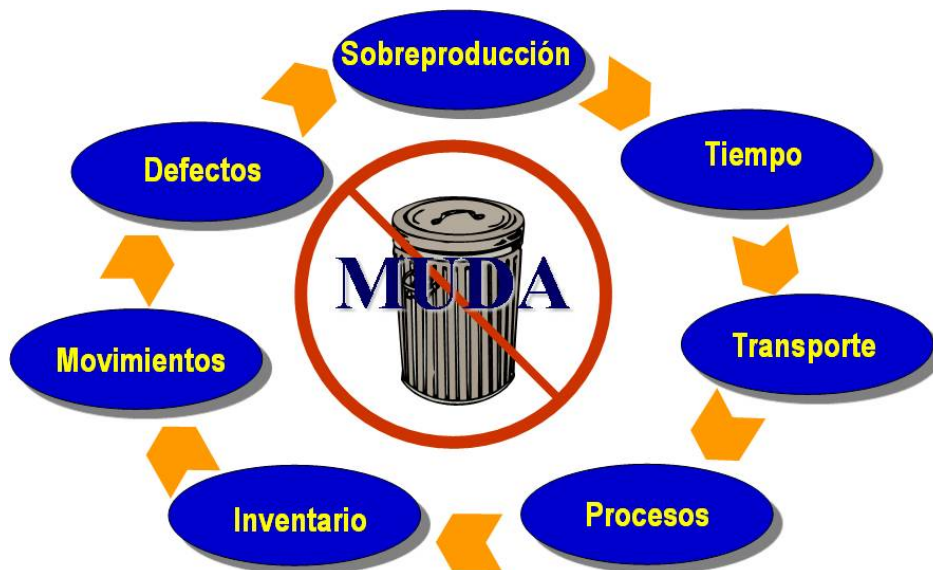 Sobreproducción
Tiempo
Transporte
Procesos
Inventario
Movimientos
Defectos
MUDA